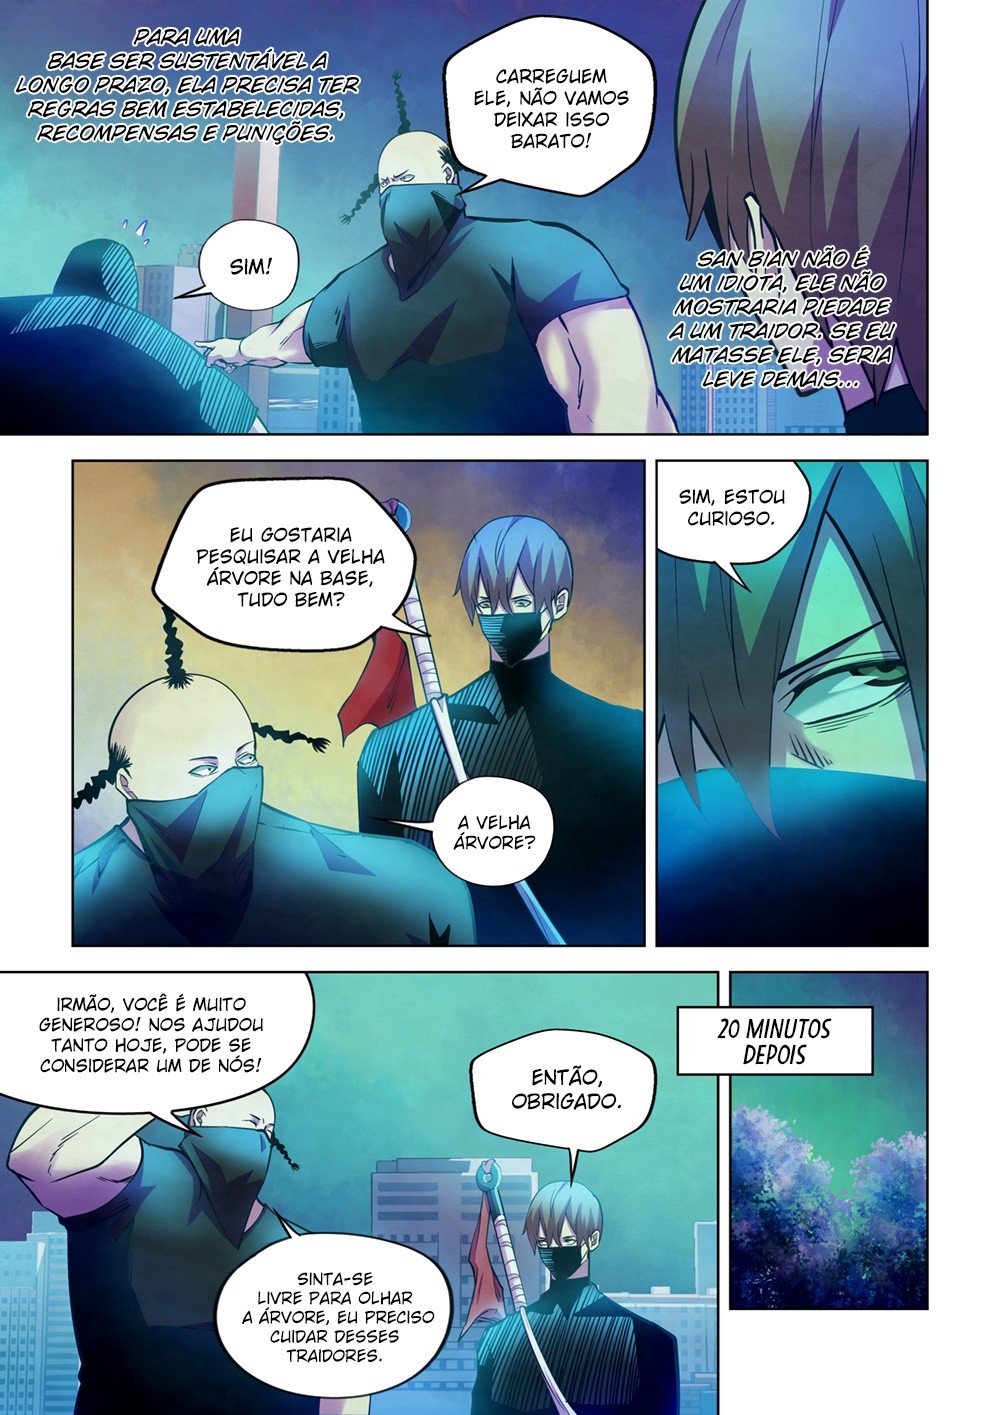 PARA UMA
BASE SER SUSTENTÁVEL A
LONGO PRAZO, ELA PRECISA TER
REGRAS BEM ESTABELECIDAS,
RECOMPENSAS E PUNIÇÕES.
CARREGUEM
ELE, NÃO VAMOS
DEIXAR ISSO
BARATO!
SIM!
SAN BIAN NÃO É
UM IDIOTA, ELE NÃO
MOSTRARIA PIEDADE
A UM TRAIDOR. SE EU
MATASSE ELE, SERIA
LEVE DEMAIS...
EU GOSTARIA
PESQUISAR A VELHA
ÁRVORE NA BASE,
TUDO BEM?
A VELHA
ÁRVORE?
SIM, ESTOU
CURIOSO.
IRMÃO, VOCÊ É MUITO
GENEROSO! NOS AJUDOU
TANTO HOJE, PODE SE
CONSIDERAR UM DE NÓS!
ENTÃO,
OBRIGADO.
SINTA-SE
LIVRE PARA OLHAR
A ÁRVORE, EU PRECISO
CUIDAR DESSES
TRAIDORES.
20 MINUTOS
DEPOIS